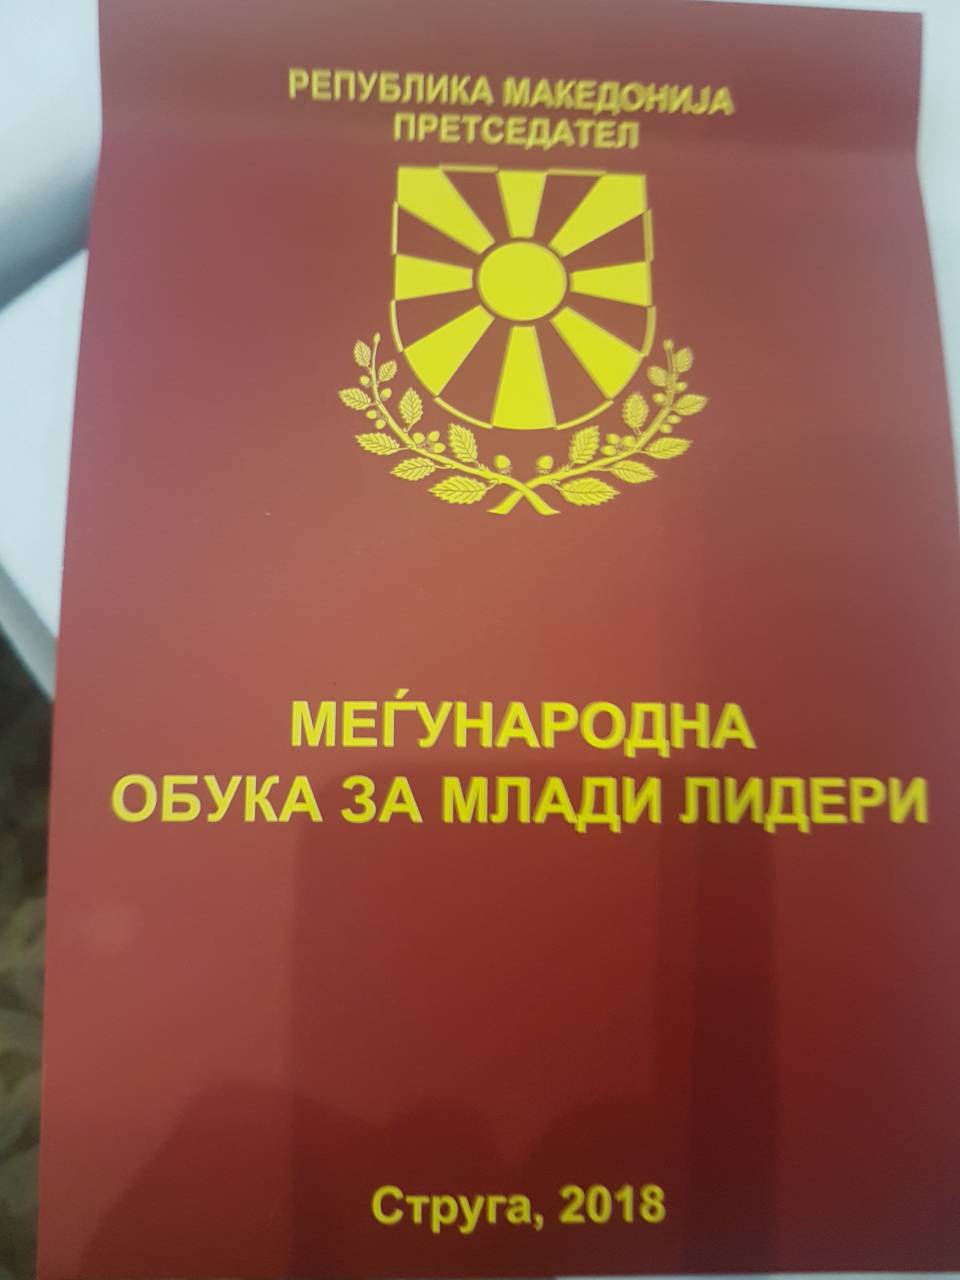 РЕПУБЛИКА МАКЕДОНИЈА
ПРЕТСЕДАТЕЛ
МЕЃУНАРОДНА
ОБУКА ЗА МЛАДИ ЛИДЕРИ
Струга, 2018